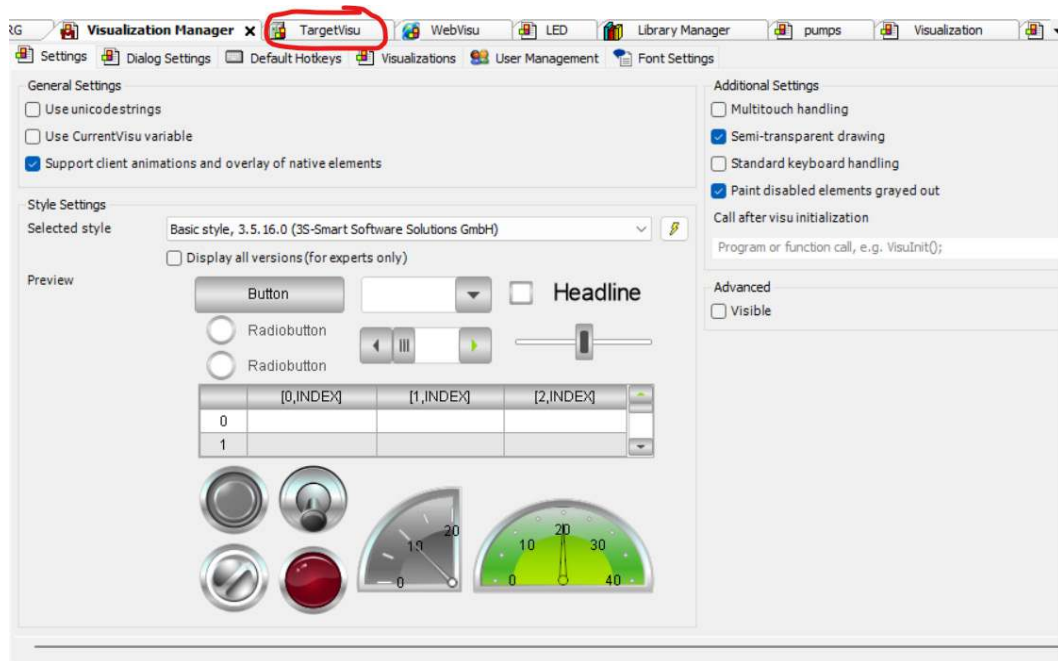 RG Visualization Manager x TargetVisu WebVisu LED Library Manager pumps Visualization
Settings Dialog Settings Default Hotkeys Visualizations User Management Font Settings
General Settings
Use unicodestrings
Use CurrentVisu variable
Support client animations and overlay of native elements
Style Settings
Selected style Basic style, 3.5.16.0 (3S-Smart Software Solutions GmbH)
Display all versions (for experts only)
Preview
Button Headline
Radiobutton
Radiobutton
[0,INDEX] [1,INDEX] [2,INDEX]
0
1
0 10 20
0 10 20 30 40
Additional Settings
Multitouch handling
Semi-transparent drawing
Standard keyboard handling
Paint disabled elements grayed out
Call after visu initialization
Program or function call, e.g. VisuInit();
Advanced
Visible